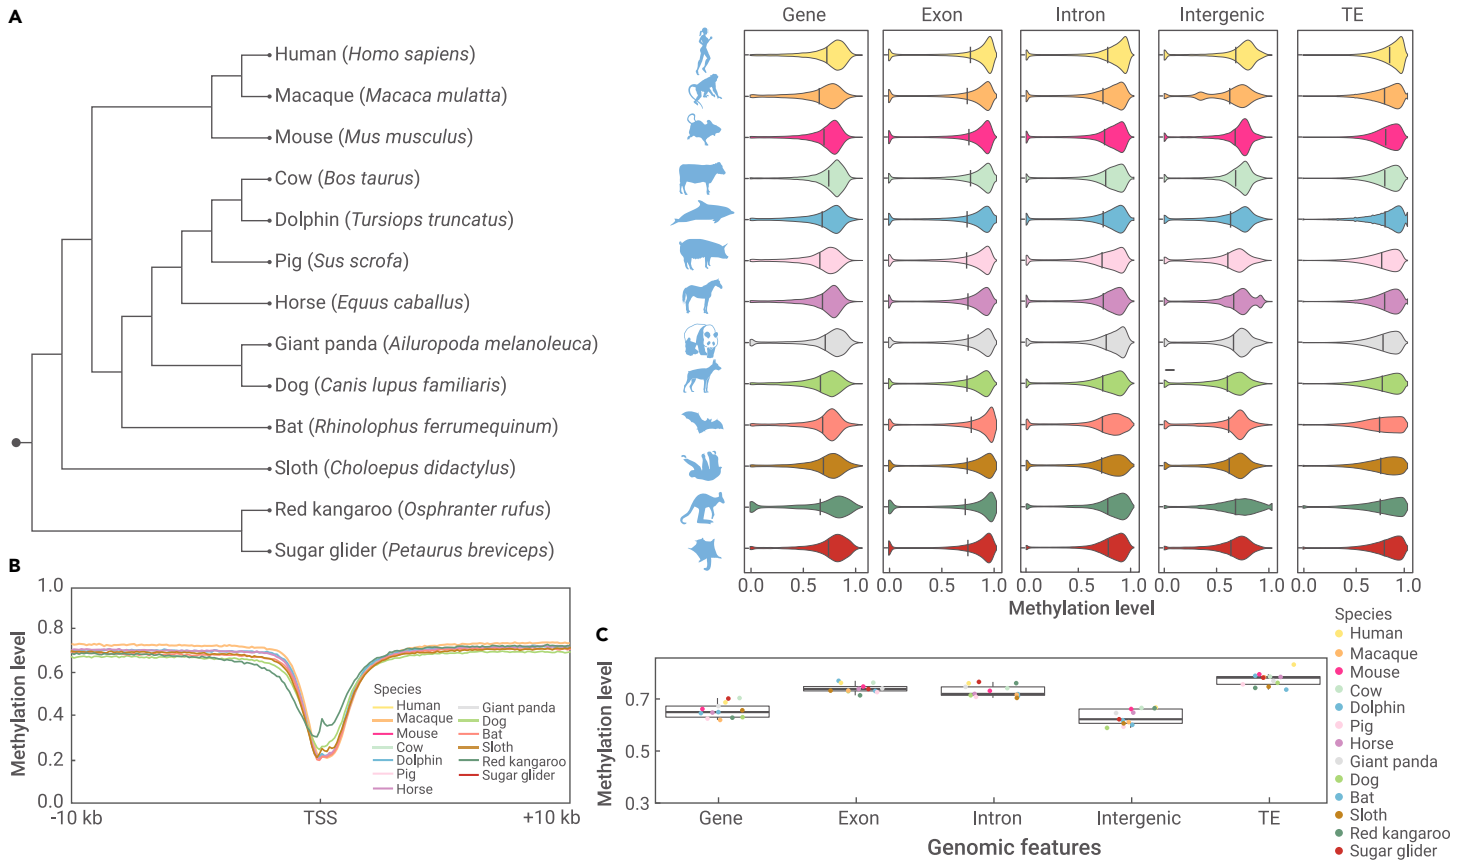 A
Gene Exon Intron Intergenic TE
Human (Homo sapiens)
Macaque (Macaca mulatta)
Mouse (Mus musculus)
Cow (Bos taurus)
Dolphin (Tursiops truncatus)
Pig (Sus scrofa)
Horse (Equus caballus)
Giant panda (Ailuropoda melanoleuca)
Dog (Canis lupus familiaris)
Bat (Rhinolophus ferrumequinum)
Sloth (Choloepus didactylus)
Red kangaroo (Osphranter rufus)
Sugar glider (Petaurus breviceps)
0.0 0.5 1.0 0.0 0.5 1.0 0.0 0.5 1.0 0.0 0.5 1.0 0.0 0.5 1.0
Methylation level
B
Methylation level
1.0
0.8
0.6
0.4
0.2
0.0
-10 kb TSS +10 kb
Species
Human
Macaque
Mouse
Cow
Dolphin
Pig
Horse
Giant panda
Dog
Bat
Sloth
Red kangaroo
Sugar glider
C
Methylation level
0.7
0.5
0.3
Gene Exon Intron Intergenic TE
Genomic features
Species
Human
Macaque
Mouse
Cow
Dolphin
Pig
Horse
Giant panda
Dog
Bat
Sloth
Red kangaroo
Sugar glider